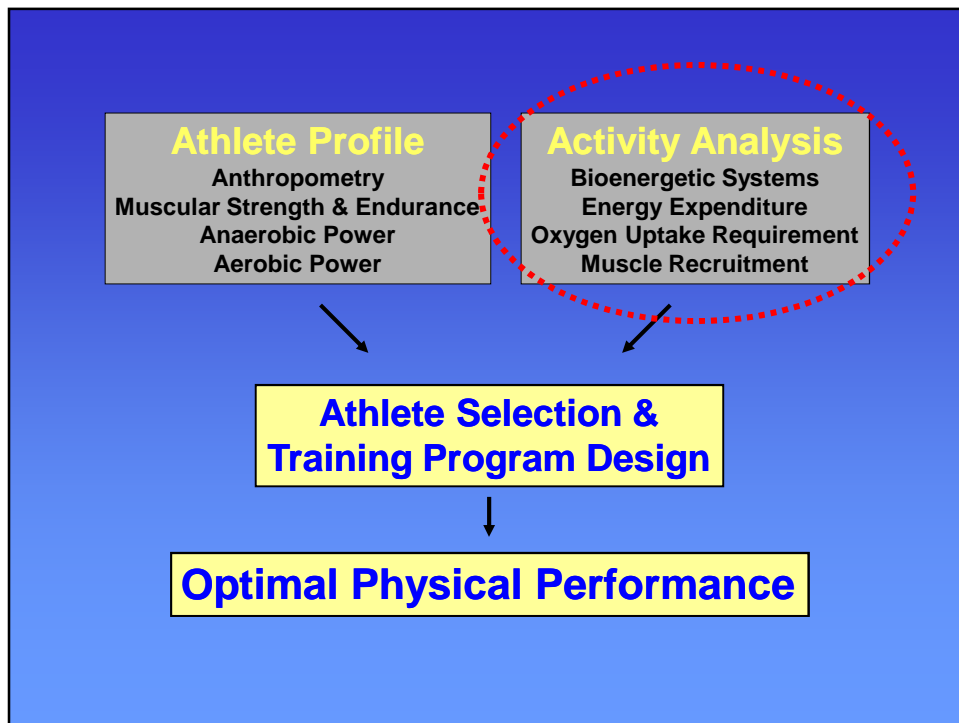 Athlete Profile
Anthropometry
Muscular Strength & Endurance
Anaerobic Power
Aerobic Power
Activity Analysis
Bioenergetic Systems
Energy Expenditure
Oxygen Uptake Requirement
Muscle Recruitment
Athlete Selection &
Training Program Design
Optimal Physical Performance